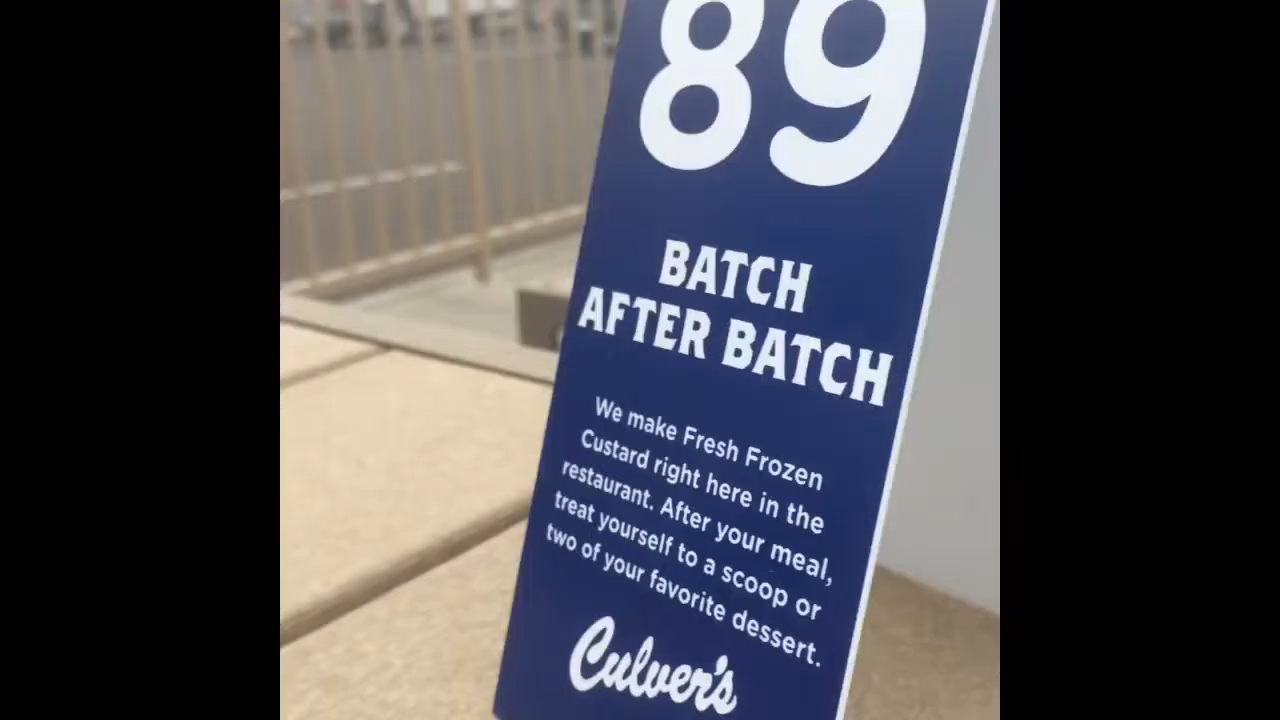 89
BATCH
AFTER BATCH
We make Fresh Frozen
Custard right here in the
restaurant. After your meal,
treat yourself to a scoop or
two of your favorite dessert.
Culver's